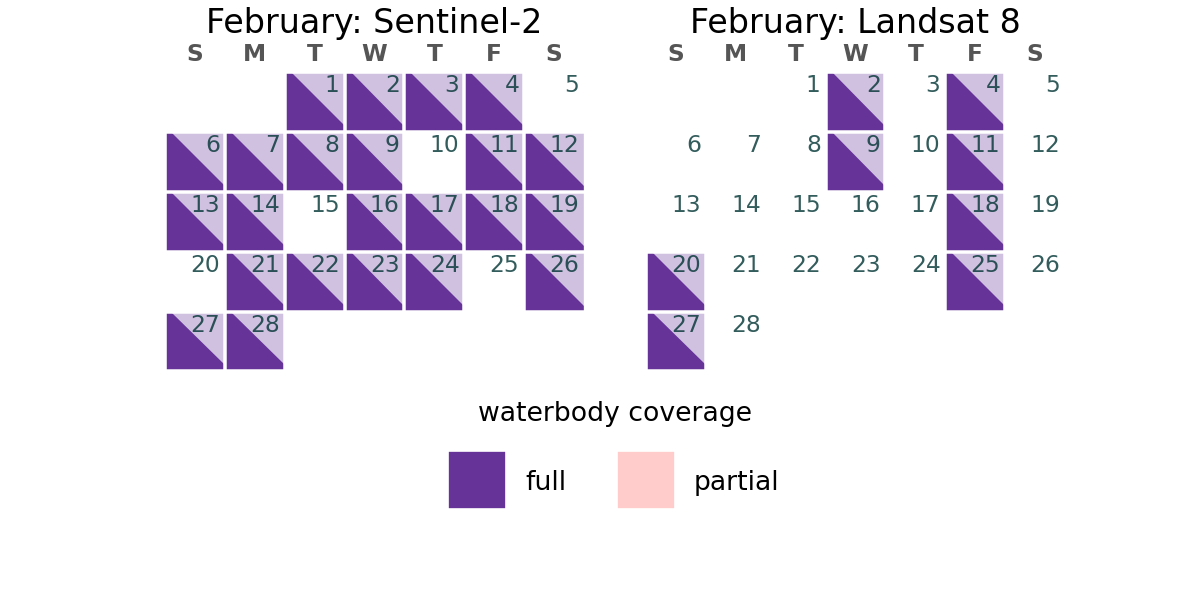 February: Sentinel-2
S M T W T F S
1 2 3 4 5
6 7 8 9 10 11 12
13 14 15 16 17 18 19
20 21 22 23 24 25 26
27 28
February: Landsat 8
S M T W T F S
1 2 3 4 5
6 7 8 9 10 11 12
13 14 15 16 17 18 19
20 21 22 23 24 25 26
27 28
waterbody coverage
full partial